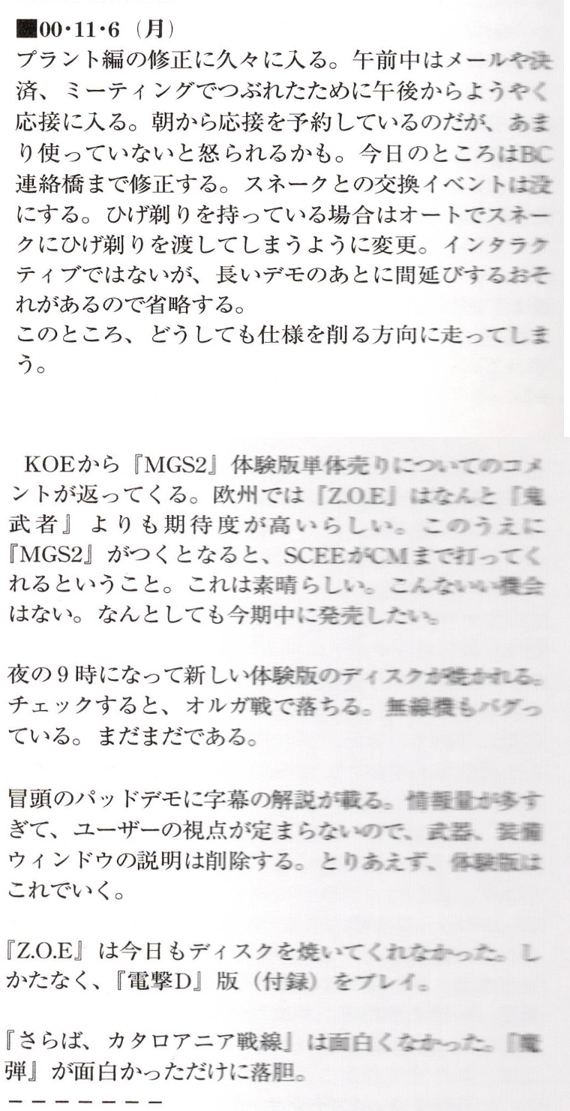 ■00・11・6（月）
プラント編の修正に久々に入る。午前中はメールや決
済、ミーティングでつぶれたために午後からようやく
応接に入る。朝から応接を予約しているのだが、あま
り使っていないと怒られるかも。今日のところはBC
連絡橋まで修正する。スネークとの交換イベントは没
にする。ひげ剃りを持っている場合はオートでスネー
クにひげ剃りを渡してしまうように変更。インタラク
ティブではないが、長いデモのあとに間延びするおそ
れがあるので省略する。
このところ、どうしても仕様を削る方向に走ってしま
う。
KOEから『MGS2』体験版単体売りについてのコメ
ントが返ってくる。欧州では『Z.O.E』はなんと『鬼
武者』よりも期待度が高いらしい。このうえに
『MGS2』がつくとなると、SCEEがCMまで打ってく
れるということ。これは素晴らしい。こんないい機会
はない。なんとしても今期中に発売したい。
夜の9時になって新しい体験版のディスクが焼かれる。
チェックすると、オルガ戦で落ちる。無線機もバグっ
ている。まだまだである。
冒頭のパッドデモに字幕の解説が載る。情報量が多す
ぎて、ユーザーの視点が定まらないので、武器、装備
ウィンドウの説明は削除する。とりあえず、体験版は
これでいく。
『Z.O.E』は今日もディスクを焼いてくれなかった。し
かたなく、『電撃D』版（付録）をプレイ。
『さらば、カタロアニア戦線』は面白くなかった。『魔
弾』が面白かっただけに落胆。
－－－－－－－